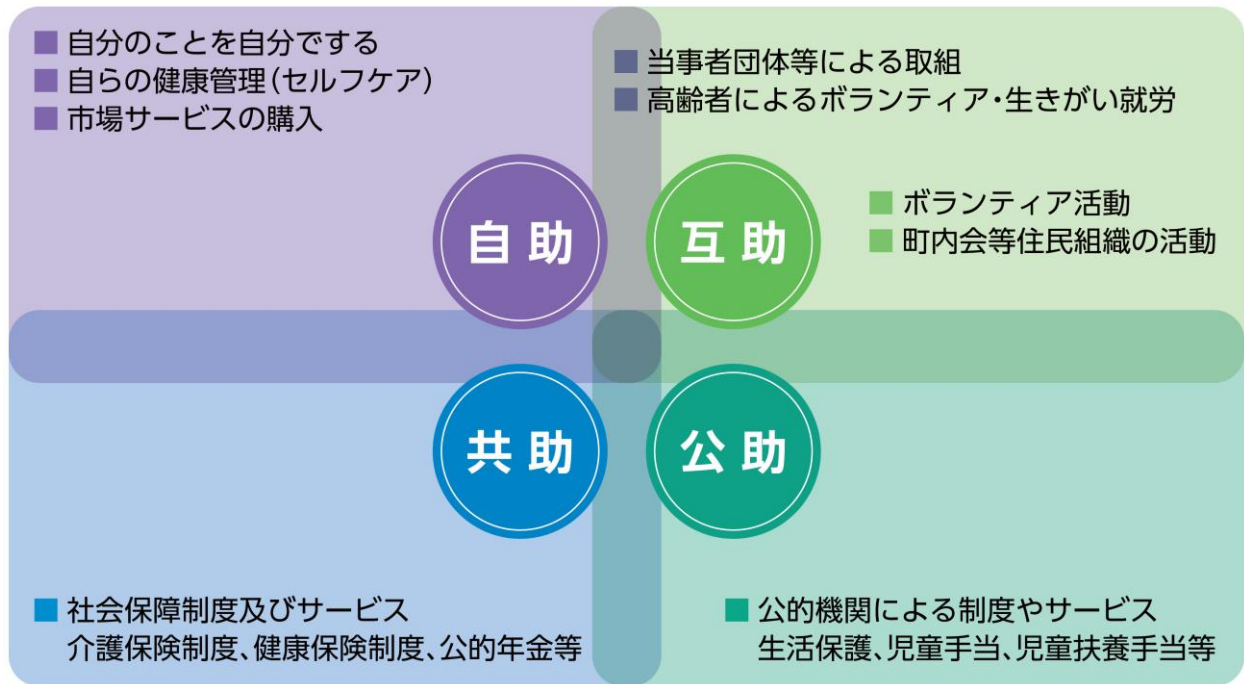 ■ 自分のことを自分でする
■ 自らの健康管理(セルフケア)
■ 市場サービスの購入
■ 当事者団体等による取組
■ 高齢者によるボランティア・生きがい就労
■ ボランティア活動
■ 町内会等住民組織の活動
自助
互助
共助
公助
■ 社会保障制度及びサービス
介護保険制度、健康保険制度、公的年金等
■ 公的機関による制度やサービス
生活保護、児童手当、児童扶養手当等